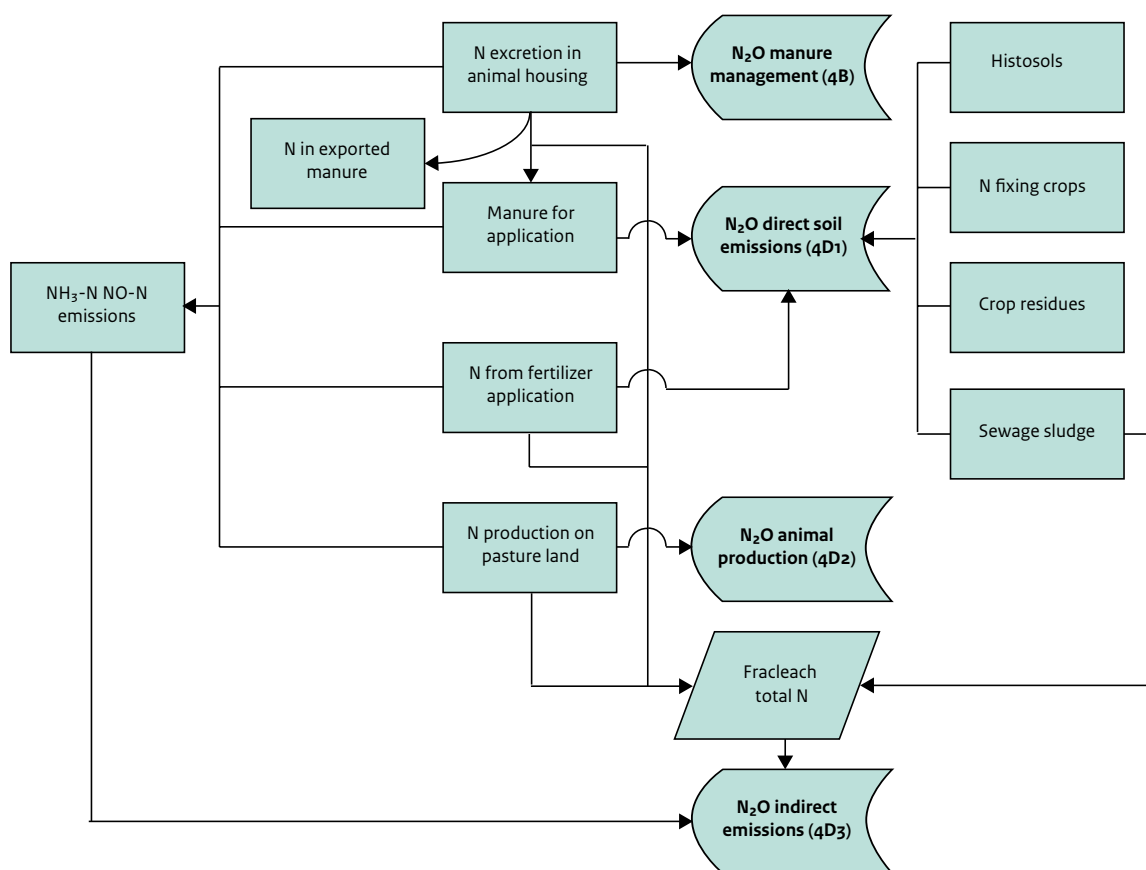 N excretion in
animal housing
N₂O manure
management (4B)
Histosols
N in exported
manure
N fixing crops
Manure for
application
N₂O direct soil
emissions (4D1)
NH₃-N NO-N
emissions
Crop residues
N from fertilizer
application
Sewage sludge
N production on
pasture land
N₂O animal
production (4D2)
Fracleach
total N
N₂O indirect
emissions (4D3)